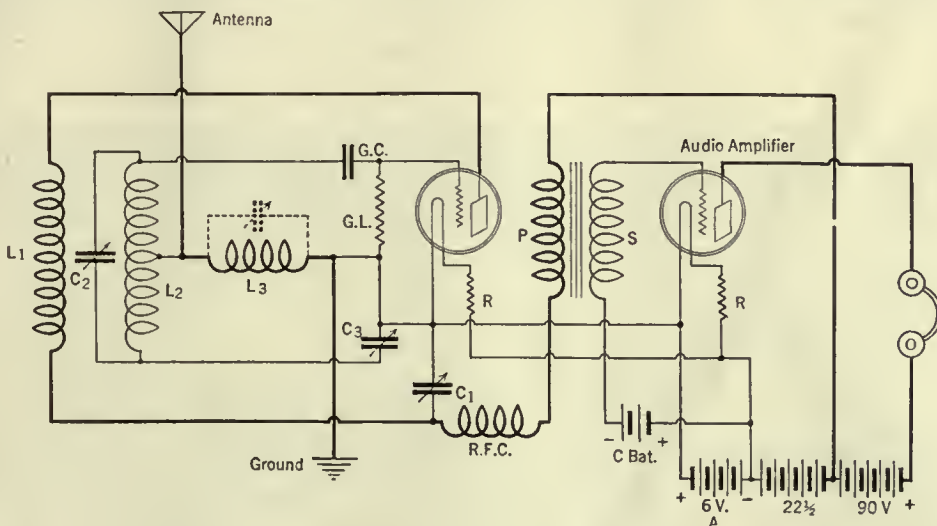 Antenna
Audio Amplifier
G.C.
G.L.
L1
C2
L2
L3
P
S
R
R
C3
C1
R.F.C.
Ground
- C Bat. +
+ 6 V. - 22½ 90 V +
A